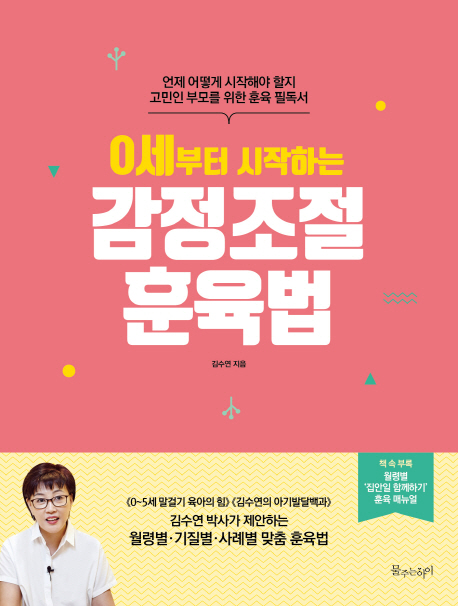 언제 어떻게 시작해야 할지
고민인 부모를 위한 훈육 필독서
0세부터 시작하는
감정조절
훈육법
김수연 지음
책 속 부록
월령별
'집안일 함께하기'
훈육 매뉴얼
《0~5세 말걸기 육아의 힘》《김수연의 아기발달백과》
김수연 박사가 제안하는
월령별·기질별·사례별 맞춤 훈육법
물주는아이